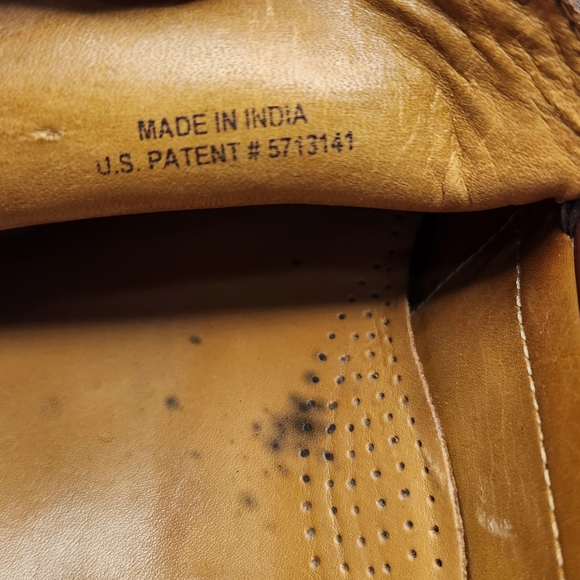 MADE IN INDIA
U.S. PATENT # 5713141